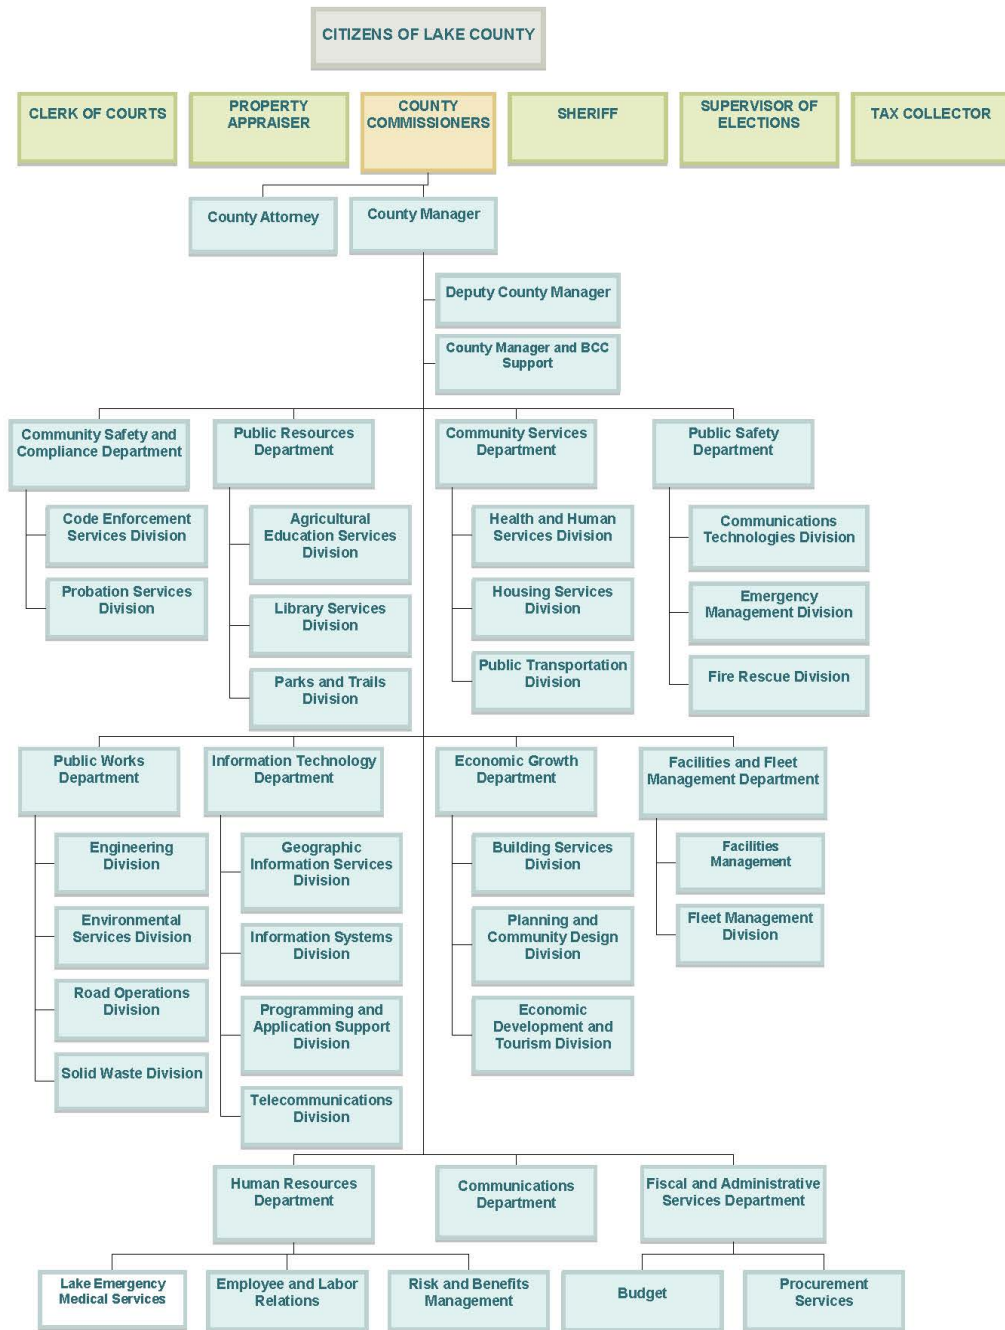 CITIZENS OF LAKE COUNTY
CLERK OF COURTS
PROPERTY
APPRAISER
COUNTY
COMMISSIONERS
SHERIFF
SUPERVISOR OF
ELECTIONS
TAX COLLECTOR
County Attorney
County Manager
Deputy County Manager
County Manager and BCC
Support
Community Safety and
Compliance Department
Public Resources
Department
Community Services
Department
Public Safety
Department
Code Enforcement
Services Division
Probation Services
Division
Agricultural
Education Services
Division
Library Services
Division
Parks and Trails
Division
Health and Human
Services Division
Housing Services
Division
Public Transportation
Division
Communications
Technologies Division
Emergency
Management Division
Fire Rescue Division
Public Works
Department
Information Technology
Department
Economic Growth
Department
Facilities and Fleet
Management Department
Engineering
Division
Environmental
Services Division
Road Operations
Division
Solid Waste Division
Geographic
Information Services
Division
Information Systems
Division
Programming and
Application Support
Division
Telecommunications
Division
Building Services
Division
Planning and
Community Design
Division
Economic
Development and
Tourism Division
Facilities
Management
Fleet Management
Division
Human Resources
Department
Communications
Department
Fiscal and Administrative
Services Department
Lake Emergency
Medical Services
Employee and Labor
Relations
Risk and Benefits
Management
Budget
Procurement
Services